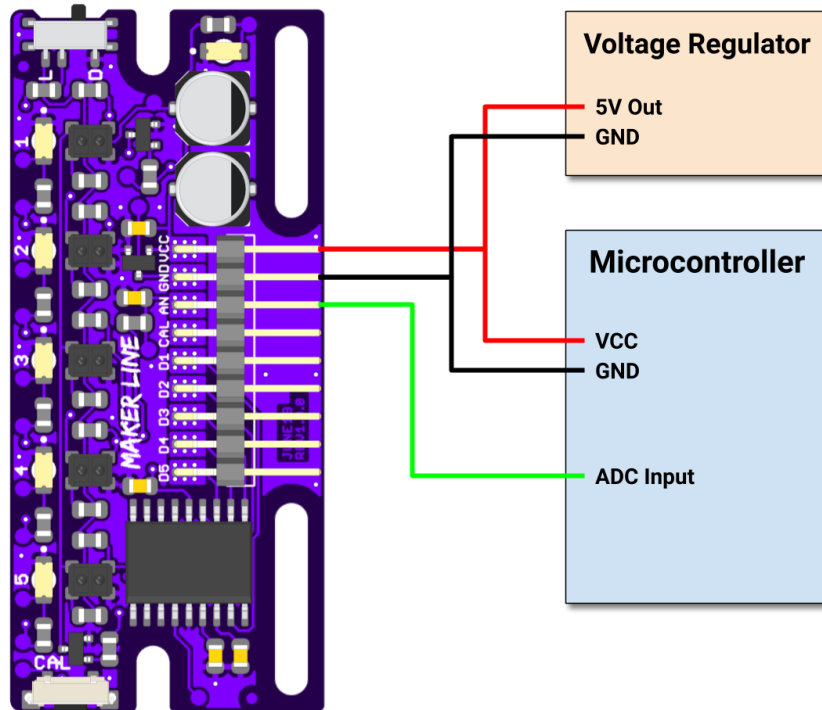 L D
1
2
3
4
5
CAL
MAKER LINE
VCC
GND
AN
CAL
D1
D2
D3
D4
D5
Voltage Regulator
5V Out
GND
Microcontroller
VCC
GND
ADC Input